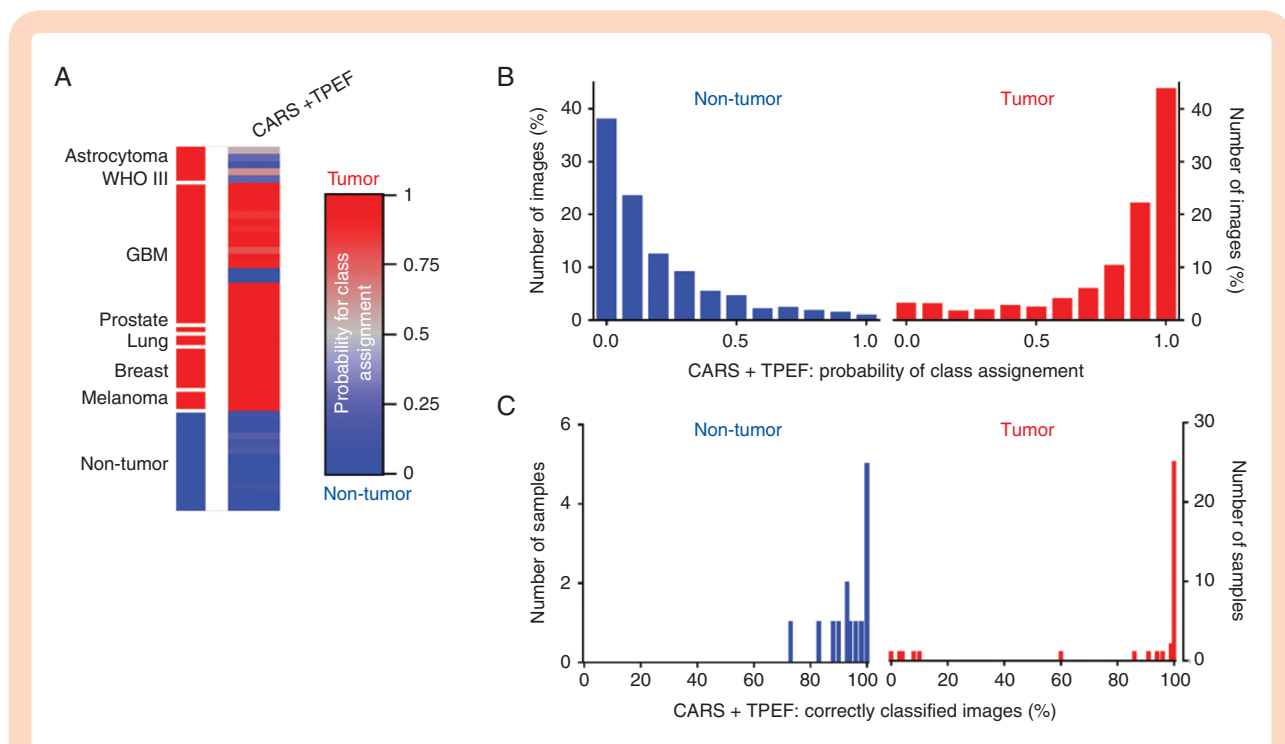 A
CARS +TPEF
Astrocytoma
WHO III
GBM
Prostate
Lung
Breast
Melanoma
Non-tumor
Tumor
1
0.75
0.5
0.25
0
Probability for class
assignment
Non-tumor
B
Non-tumor
Tumor
Number of images (%)
40
30
20
10
0
0.0
0.5
1.0
0.0
0.5
1.0
40
30
20
10
0
Number of images (%)
CARS + TPEF: probability of class assignement
C
Non-tumor
Tumor
Number of samples
6
4
2
0
0
20
40
60
80
100
0
20
40
60
80
100
30
20
10
0
Number of samples
CARS + TPEF: correctly classified images (%)